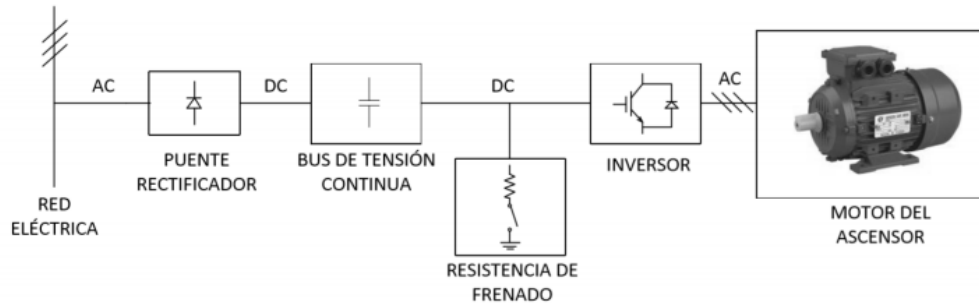 AC
DC
DC
AC
PUENTE
RECTIFICADOR
BUS DE TENSIÓN
CONTINUA
INVERSOR
RED
ELÉCTRICA
MOTOR DEL
ASCENSOR
RESISTENCIA DE
FRENADO